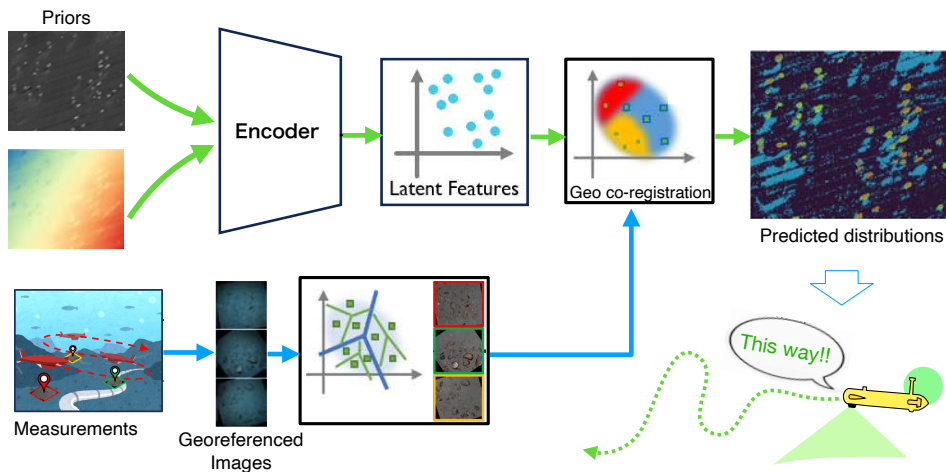 Priors
Encoder
Latent Features
Geo co-registration
Predicted distributions
Measurements
Georeferenced
Images
This way!!